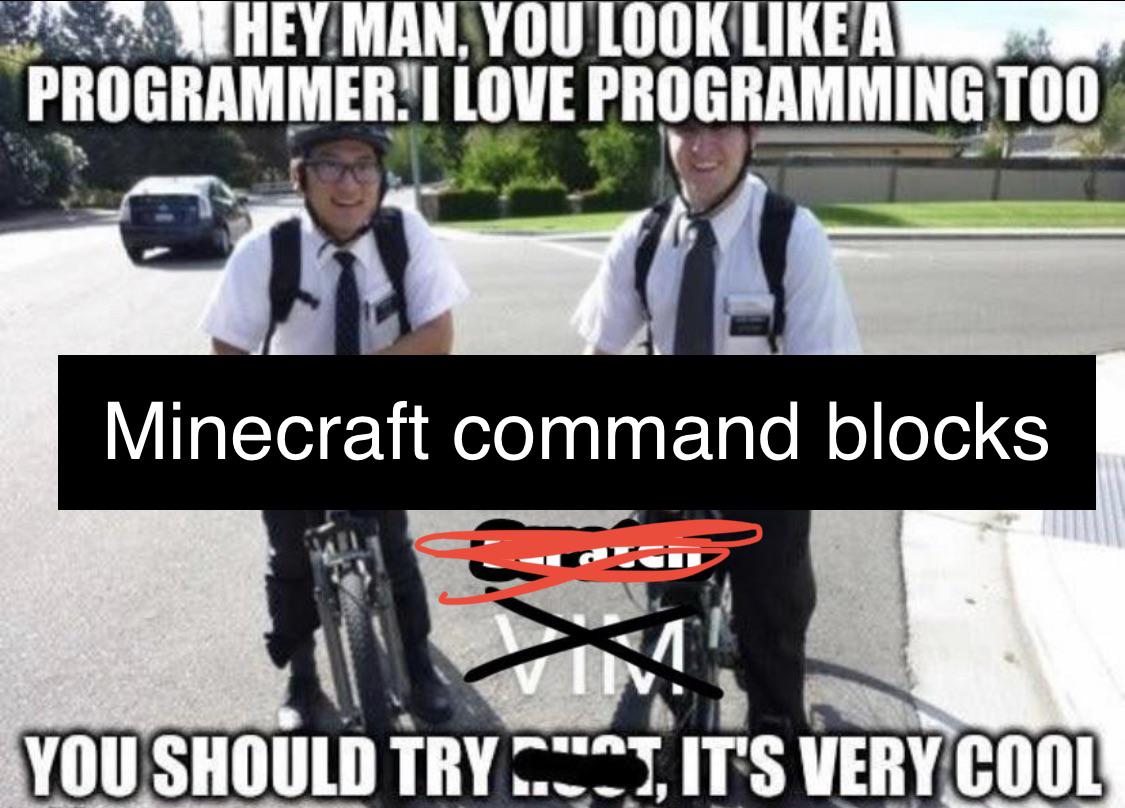 HEY MAN, YOU LOOK LIKE A
PROGRAMMER. I LOVE PROGRAMMING TOO
Minecraft command blocks
VIM
YOU SHOULD TRY , IT'S VERY COOL